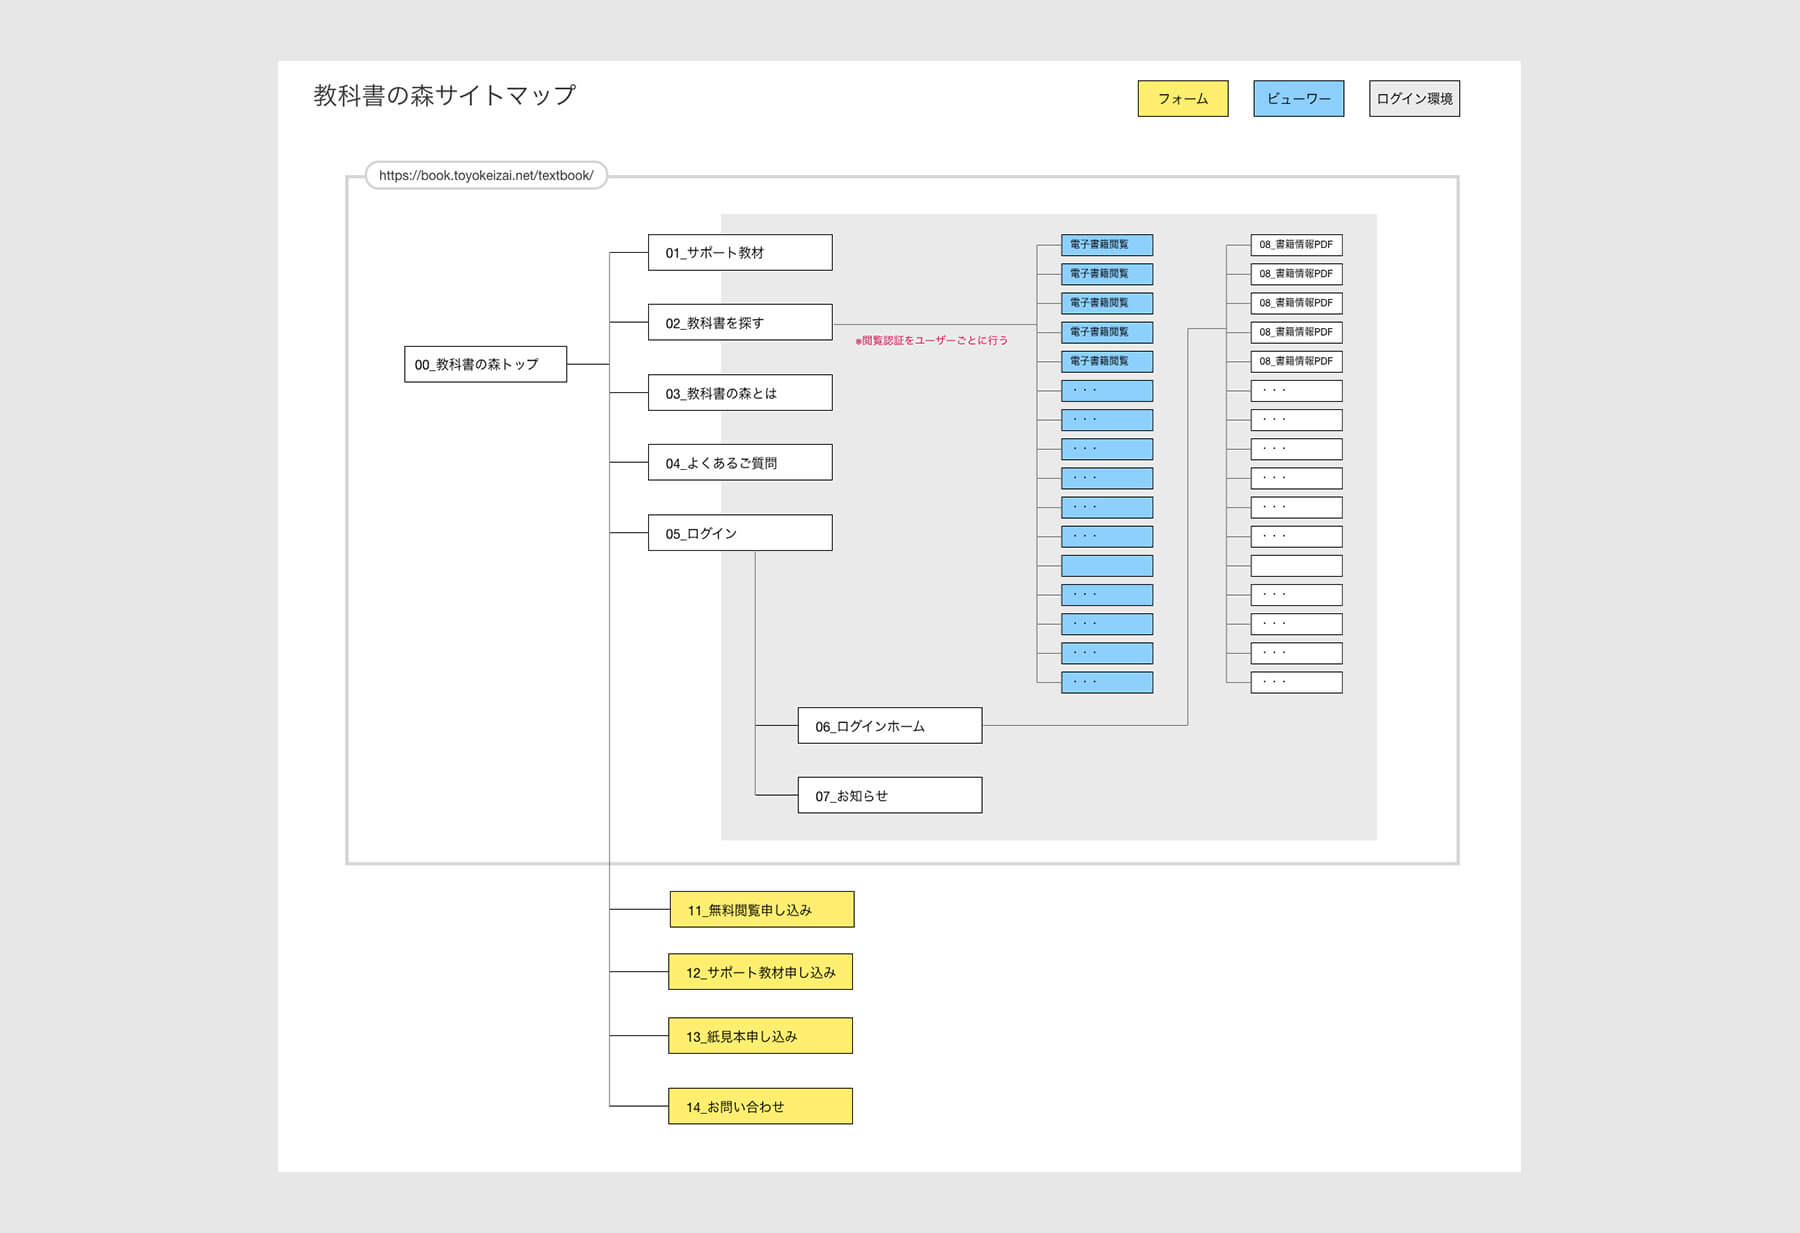 教科書の森サイトマップ
フォーム
ビューワー
ログイン環境
https://book.toyokeizai.net/textbook/
00_教科書の森トップ
01_サポート教材
02_教科書を探す
※閲覧認証をユーザーごとに行う
03_教科書の森とは
04_よくあるご質問
05_ログイン
電子書籍閲覧
電子書籍閲覧
電子書籍閲覧
電子書籍閲覧
電子書籍閲覧
・・・
・・・
・・・
・・・
・・・
・・・
・・・
・・・
・・・
・・・
08_書籍情報PDF
08_書籍情報PDF
08_書籍情報PDF
08_書籍情報PDF
08_書籍情報PDF
・・・
・・・
・・・
・・・
・・・
・・・
・・・
・・・
・・・
・・・
06_ログインホーム
07_お知らせ
11_無料閲覧申し込み
12_サポート教材申し込み
13_紙見本申し込み
14_お問い合わせ